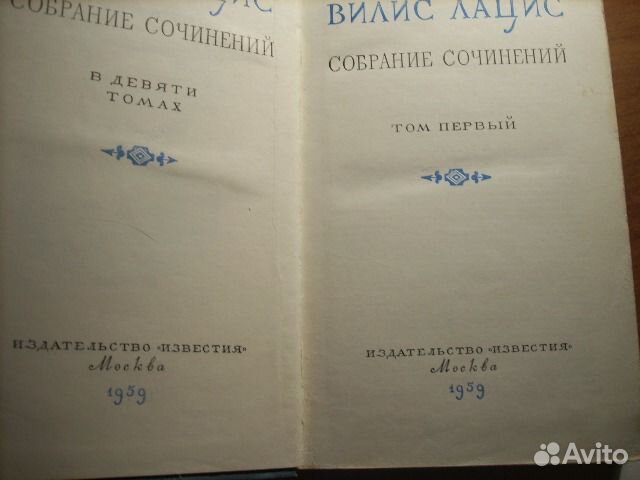 СОБРАНИЕ СОЧИНЕНИЙ
В ДЕВЯТИ
ТОМАХ
ИЗДАТЕЛЬСТВО «ИЗВЕСТИЯ»
Москва
1959
ВИЛИС ЛАЦИС
СОБРАНИЕ СОЧИНЕНИЙ
ТОМ ПЕРВЫЙ
ИЗДАТЕЛЬСТВО «ИЗВЕСТИЯ»
Москва
1959
Avito